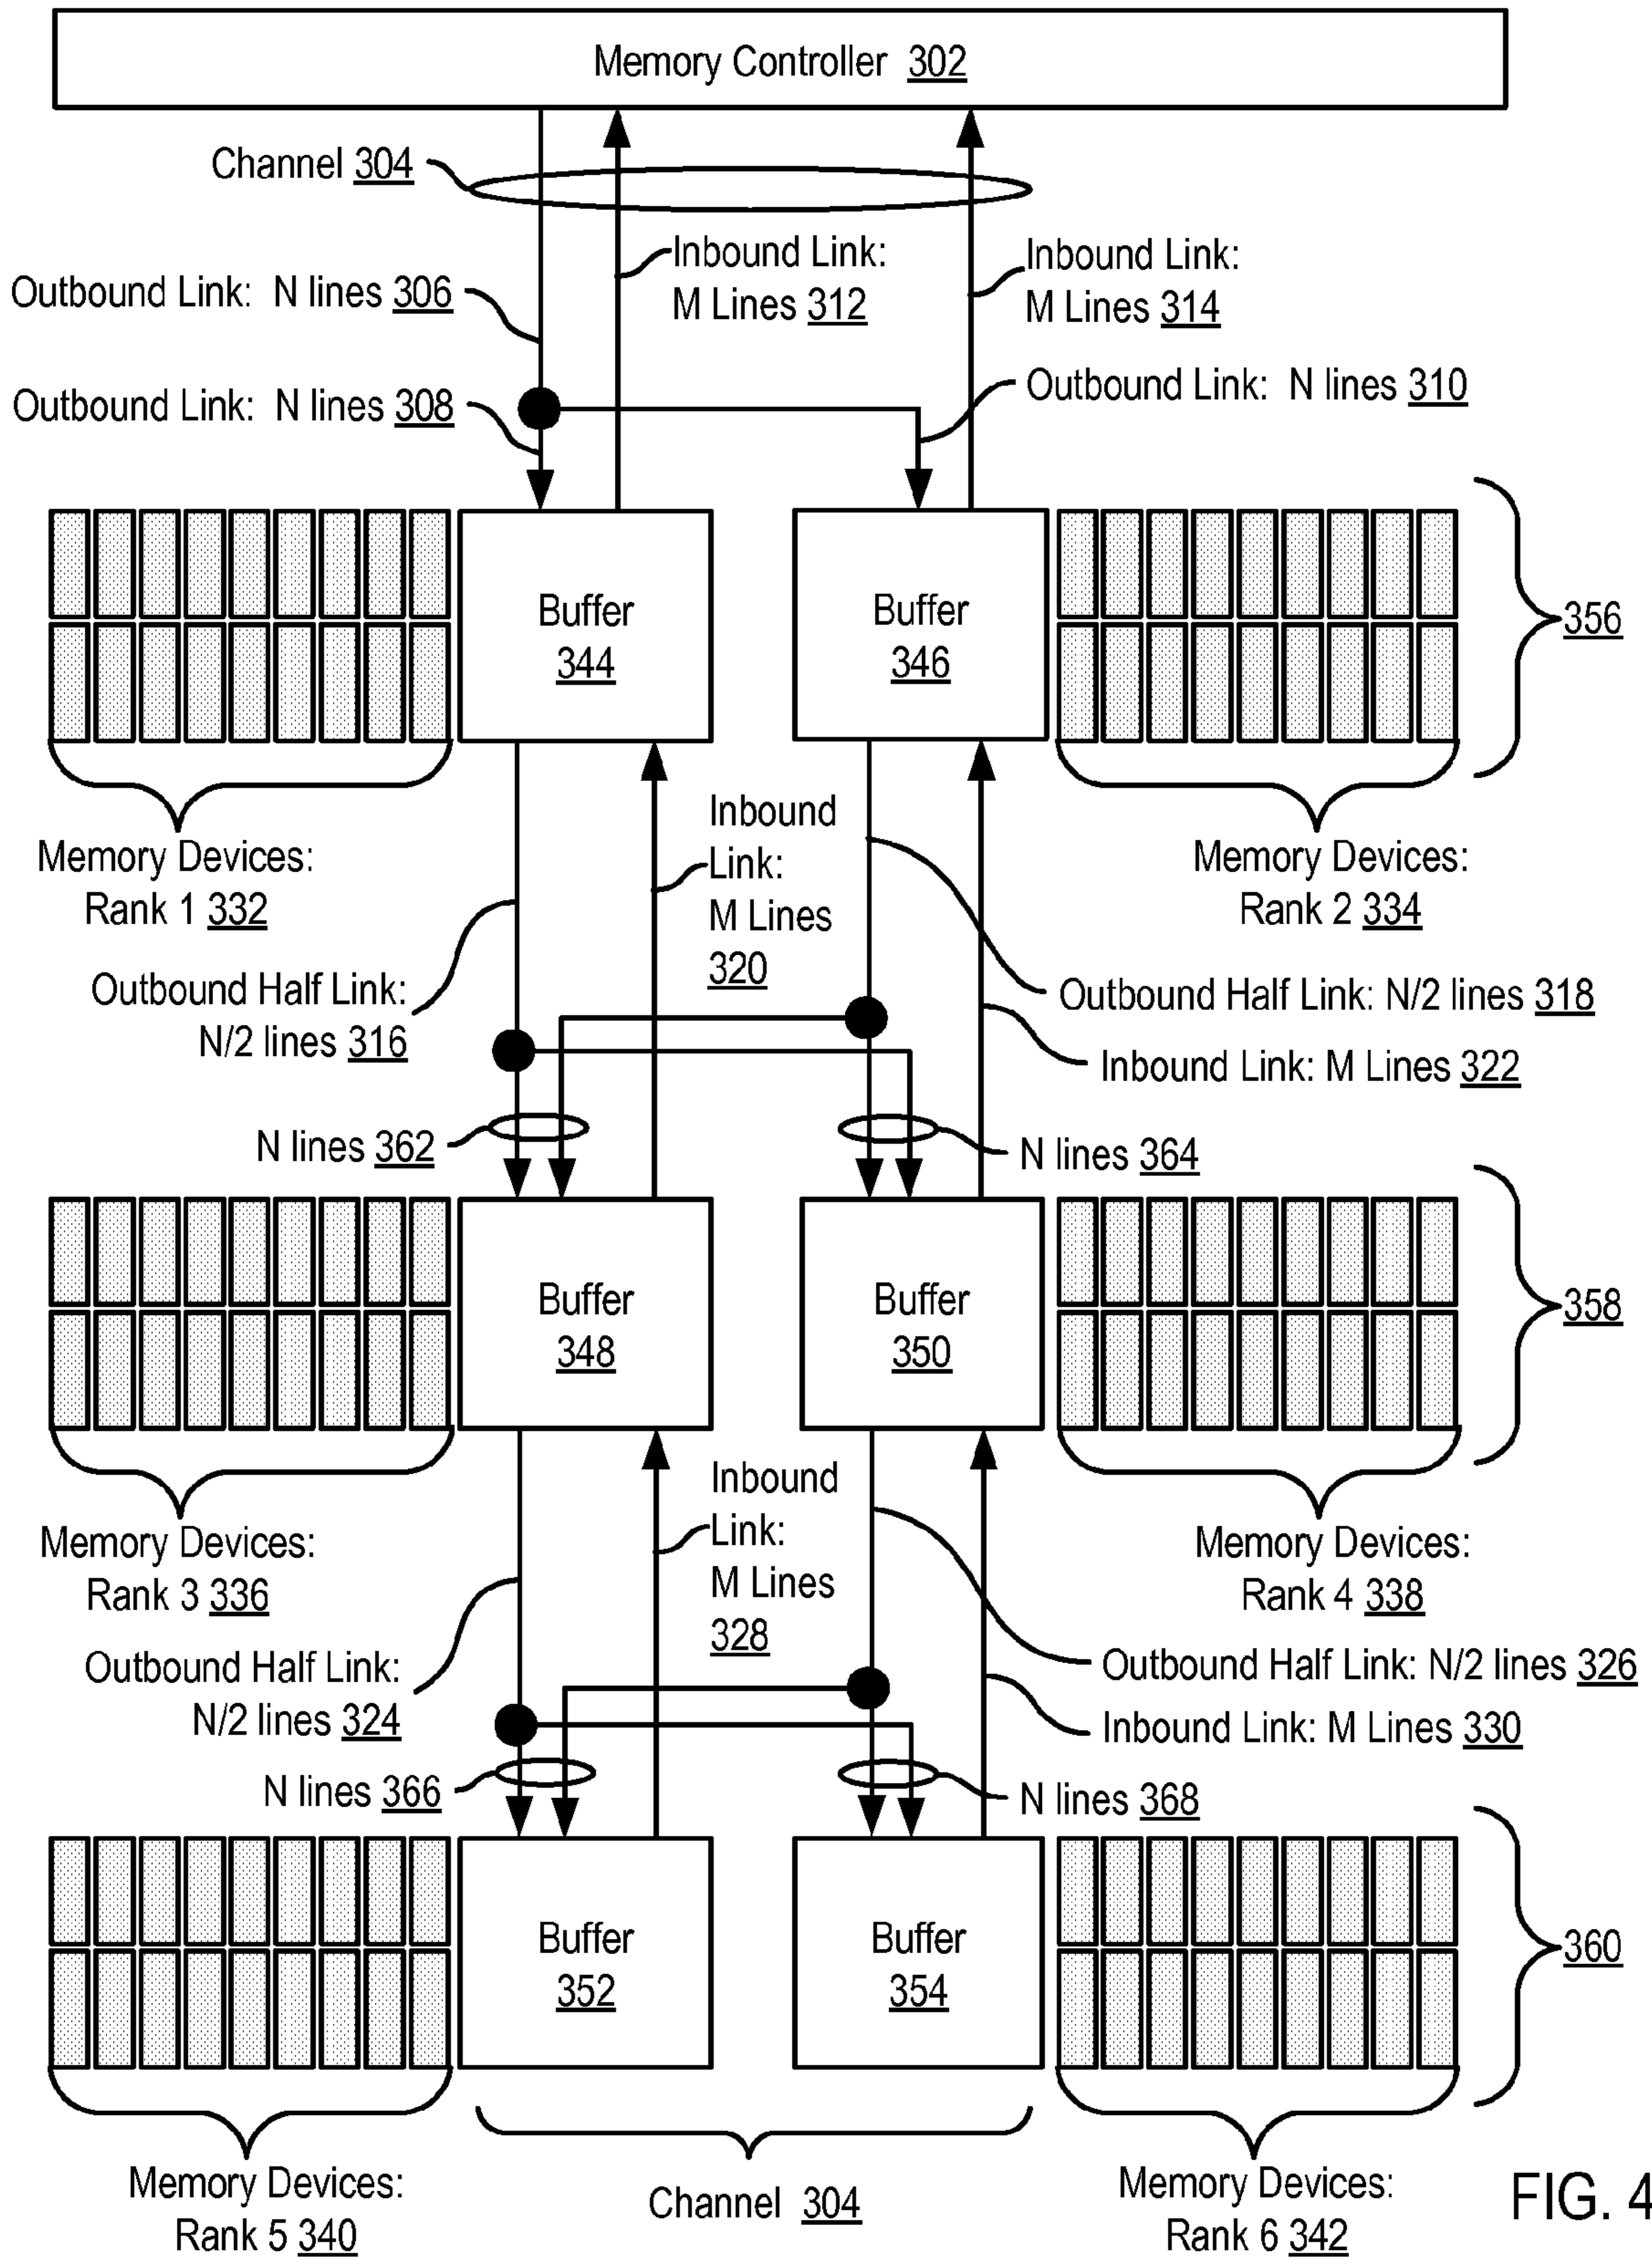 Memory Controller 302
Channel 304
Inbound Link:
M Lines 312
Inbound Link:
M Lines 314
Outbound Link: N lines 306
Outbound Link: N lines 308
Outbound Link: N lines 310
Buffer
344
Buffer
346
356
Memory Devices:
Rank 1 332
Inbound
Link:
M Lines
320
Memory Devices:
Rank 2 334
Outbound Half Link:
N/2 lines 316
Outbound Half Link: N/2 lines 318
Inbound Link: M Lines 322
N lines 362
N lines 364
Buffer
348
Buffer
350
358
Memory Devices:
Rank 3 336
Inbound
Link:
M Lines
328
Memory Devices:
Rank 4 338
Outbound Half Link:
N/2 lines 324
Outbound Half Link: N/2 lines 326
Inbound Link: M Lines 330
N lines 366
N lines 368
Buffer
352
Buffer
354
360
Memory Devices:
Rank 5 340
Channel 304
Memory Devices:
Rank 6 342
FIG. 4